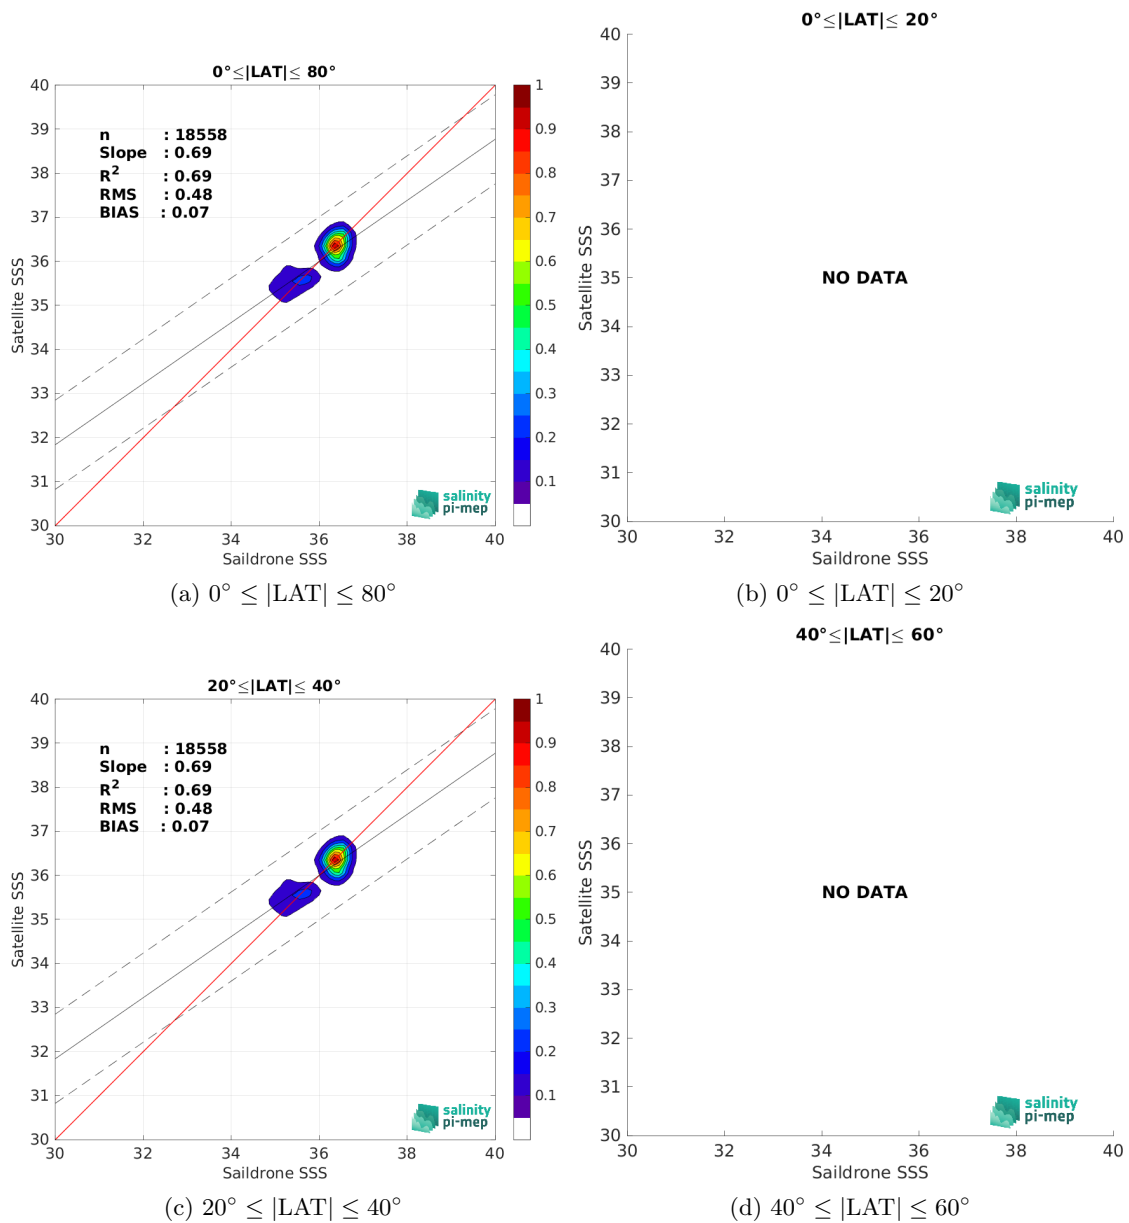 0°≤|LAT|≤ 80°
40
39
38
37
36
35
34
33
32
31
30
Satellite SSS
n : 18558
Slope : 0.69
R² : 0.69
RMS : 0.48
BIAS : 0.07
salinity
pi-mep
30 32 34 36 38 40
Saildrone SSS
1
0.9
0.8
0.7
0.6
0.5
0.4
0.3
0.2
0.1
(a) 0° ≤ |LAT| ≤ 80°
0°≤|LAT|≤ 20°
40
39
38
37
36
35
34
33
32
31
30
Satellite SSS
NO DATA
salinity
pi-mep
30 32 34 36 38 40
Saildrone SSS
(b) 0° ≤ |LAT| ≤ 20°
20°≤|LAT|≤ 40°
40
39
38
37
36
35
34
33
32
31
30
Satellite SSS
n : 18558
Slope : 0.69
R² : 0.69
RMS : 0.48
BIAS : 0.07
salinity
pi-mep
30 32 34 36 38 40
Saildrone SSS
1
0.9
0.8
0.7
0.6
0.5
0.4
0.3
0.2
0.1
(c) 20° ≤ |LAT| ≤ 40°
40°≤|LAT|≤ 60°
40
39
38
37
36
35
34
33
32
31
30
Satellite SSS
NO DATA
salinity
pi-mep
30 32 34 36 38 40
Saildrone SSS
(d) 40° ≤ |LAT| ≤ 60°